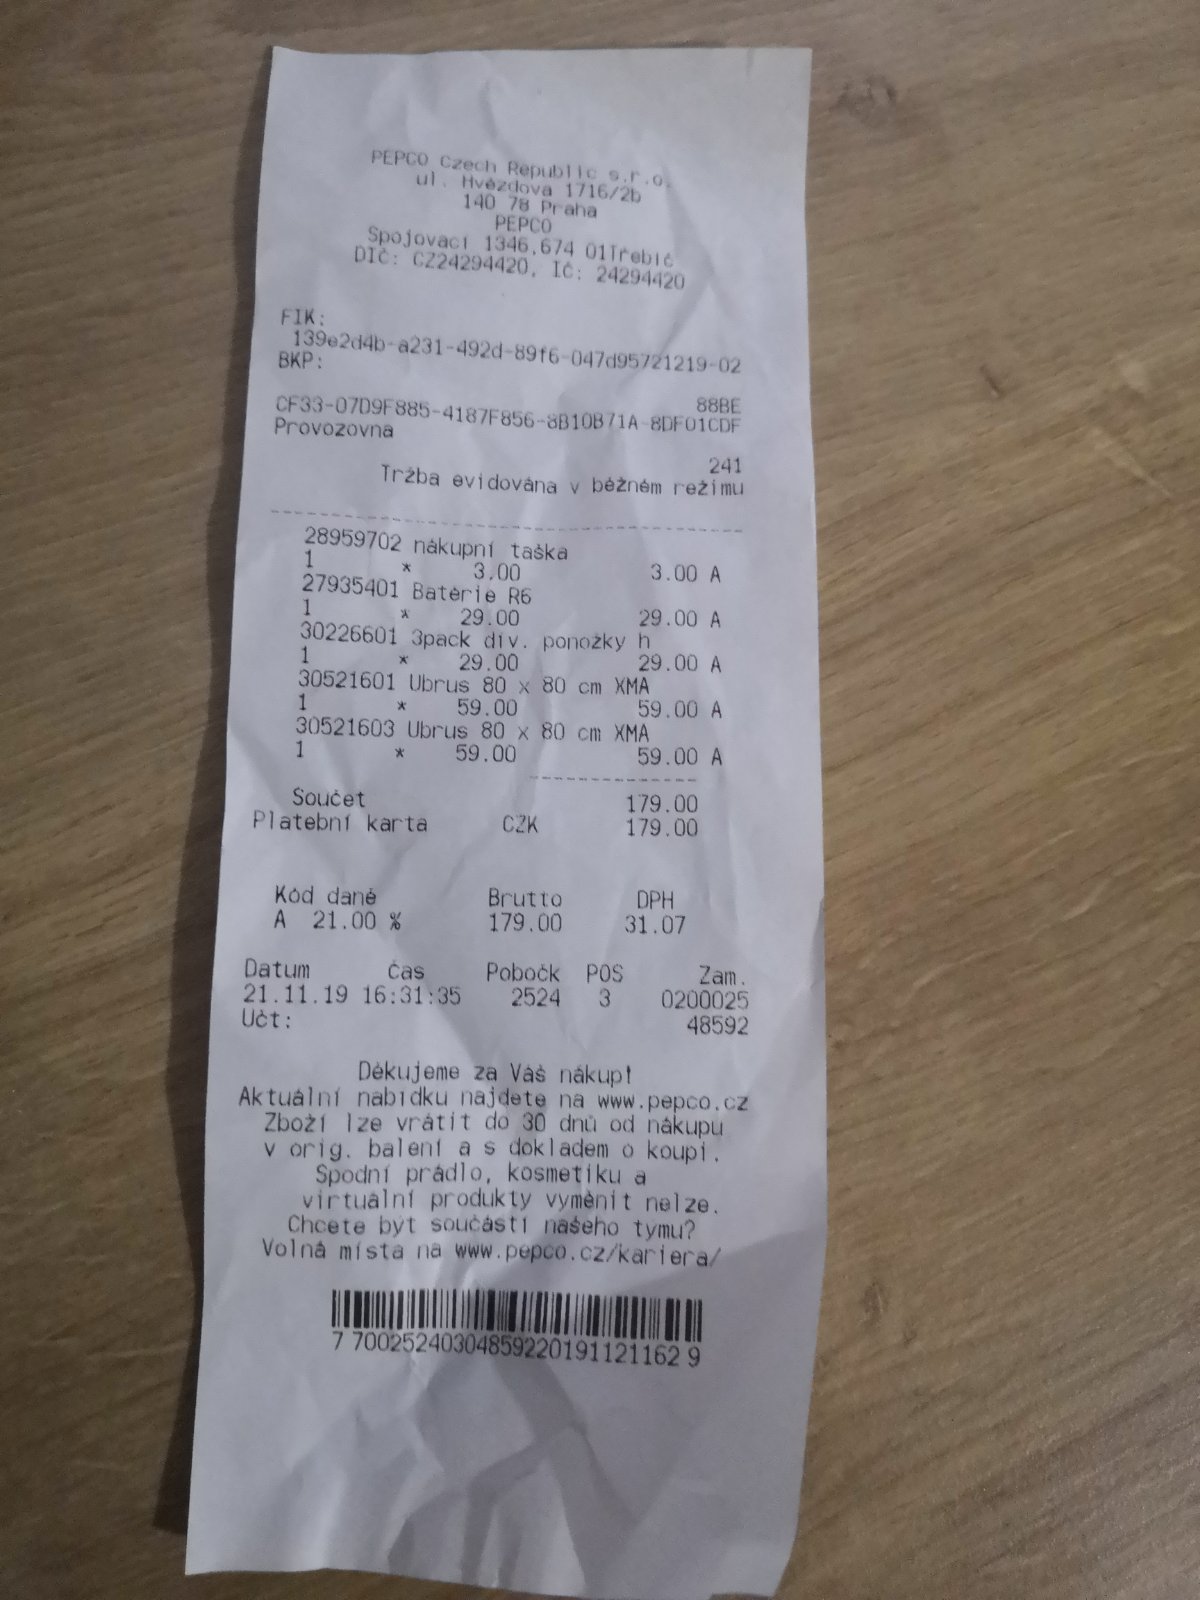 PEPCO Czech Republic s.r.o.
ul. Hvězdova 1716/2b
140 78 Praha
PEPCO
Spojovací 1346,674 01Třebíč
DIČ: CZ24294420, IČ: 24294420
FIK:
139e2d4b-a231-492d-89f6-047d95721219-02
BKP:
88BE
CF33-07D9F885-4187F856-8B10B71A-8DF01CDF
Provozovna
241
Tržba evidována v běžném režimu
28959702 nákupní taška
1 * 3.00 3.00 A
27935401 Baterie R6
1 * 29.00 29.00 A
30226601 3pack div. ponožky h
1 * 29.00 29.00 A
30521601 Ubrus 80 x 80 cm XMA
1 * 59.00 59.00 A
30521603 Ubrus 80 x 80 cm XMA
1 * 59.00 59.00 A
Součet 179.00
Platební karta CZK 179.00
Kód daně Brutto DPH
A 21.00 % 179.00 31.07
Datum Čas Pobočk POS Zam.
21.11.19 16:31:35 2524 3 0200025
Účt: 48592
Děkujeme za Váš nákup!
Aktuální nabídku najdete na www.pepco.cz
Zboží lze vrátit do 30 dnů od nákupu
v orig. balení a s dokladem o koupi.
Spodní prádlo, kosmetiku a
virtuální produkty vyměnit nelze.
Chcete být součástí našeho týmu?
Volná místa na www.pepco.cz/kariera/
7 70025240304859220191121162 9